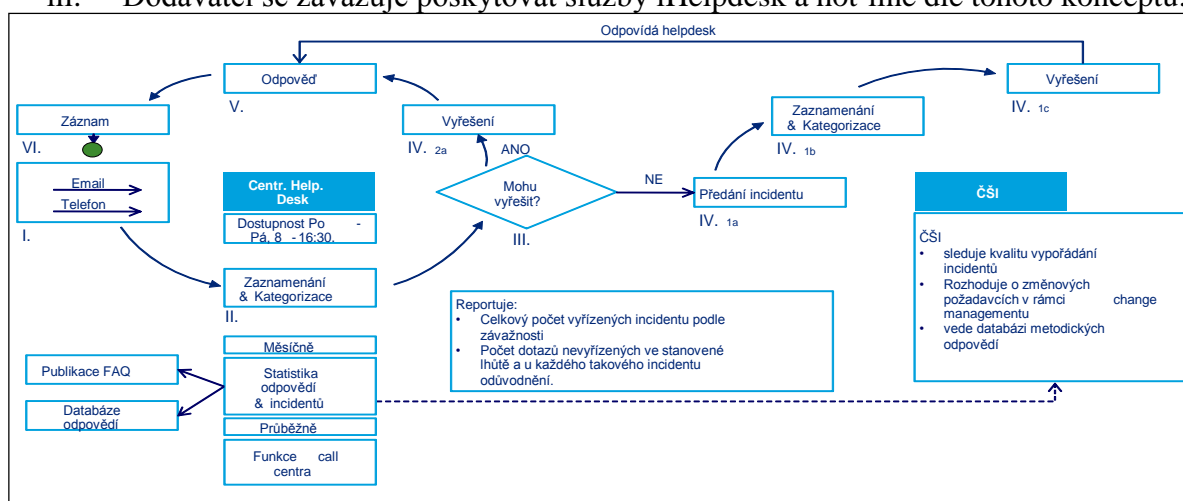 iii. Dodavatel se zavazuje poskytovat služby iHelpdesk a hot-line dle tohoto konceptu:
Odpovídá helpdesk
Odpověď
V.
Vyřešení
IV. 1c
Záznam
VI.
Vyřešení
IV. 2a
Zaznamenání
& Kategorizace
IV. 1b
ANO
Email
Telefon
I.
Centr. Help.
Desk
Dostupnost Po -
Pá, 8 - 16:30.
Mohu
vyřešit?
III.
NE
Předání incidentu
IV. 1a
ČŠI
ČŠI
• sleduje kvalitu vypořádání
incidentů
• Rozhoduje o změnových
požadavcích v rámci change
managementu
• vede databázi metodických
odpovědí
Zaznamenání
& Kategorizace
II.
Reportuje:
• Celkový počet vyřízených incidentu podle
závažnosti
• Počet dotazů nevyřízených ve stanovené
lhůtě a u každého takového incidentu
odůvodnění.
Měsíčně
Publikace FAQ
Statistika
odpovědí
& incidentů
Databáze
odpovědí
Průběžně
Funkce call
centra